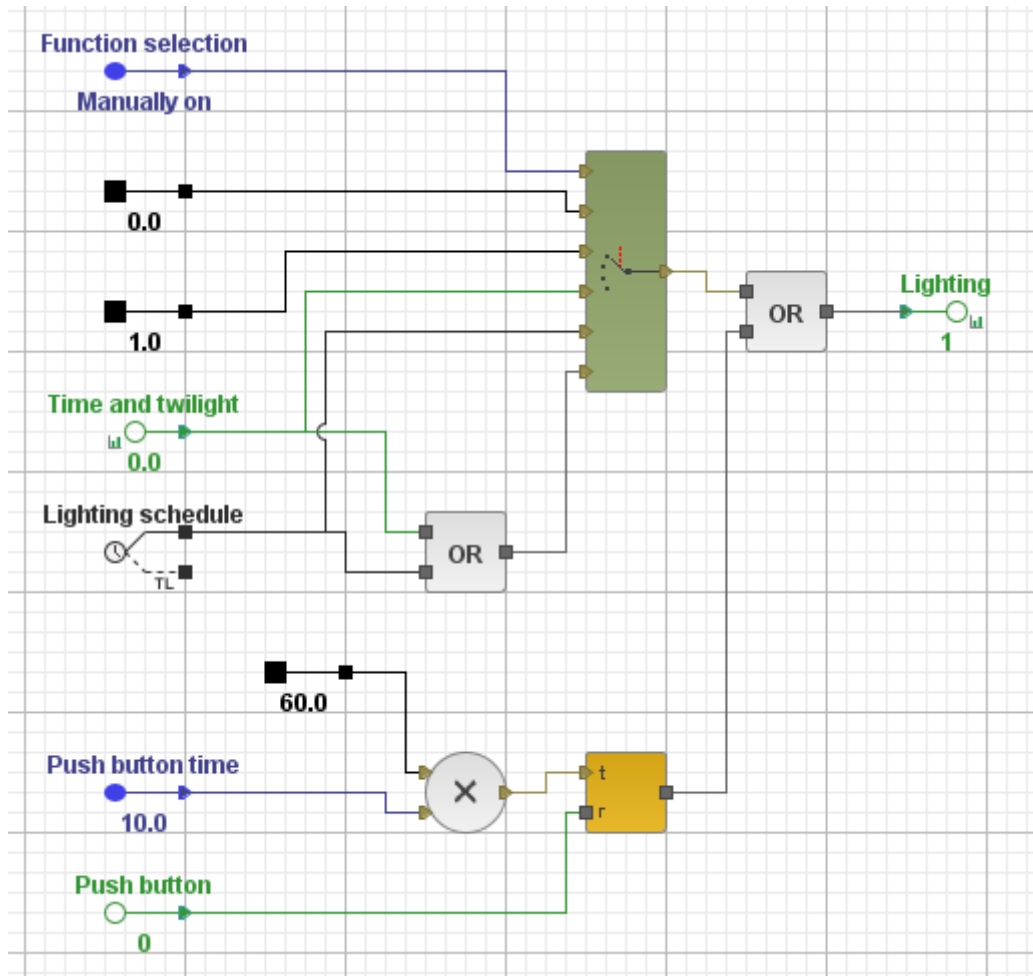 Function selection
Manually on
0.0
1.0
OR
Lighting
1
Time and twilight
0.0
Lighting schedule
TL
OR
60.0
Push button time
10.0
×
t
r
Push button
0